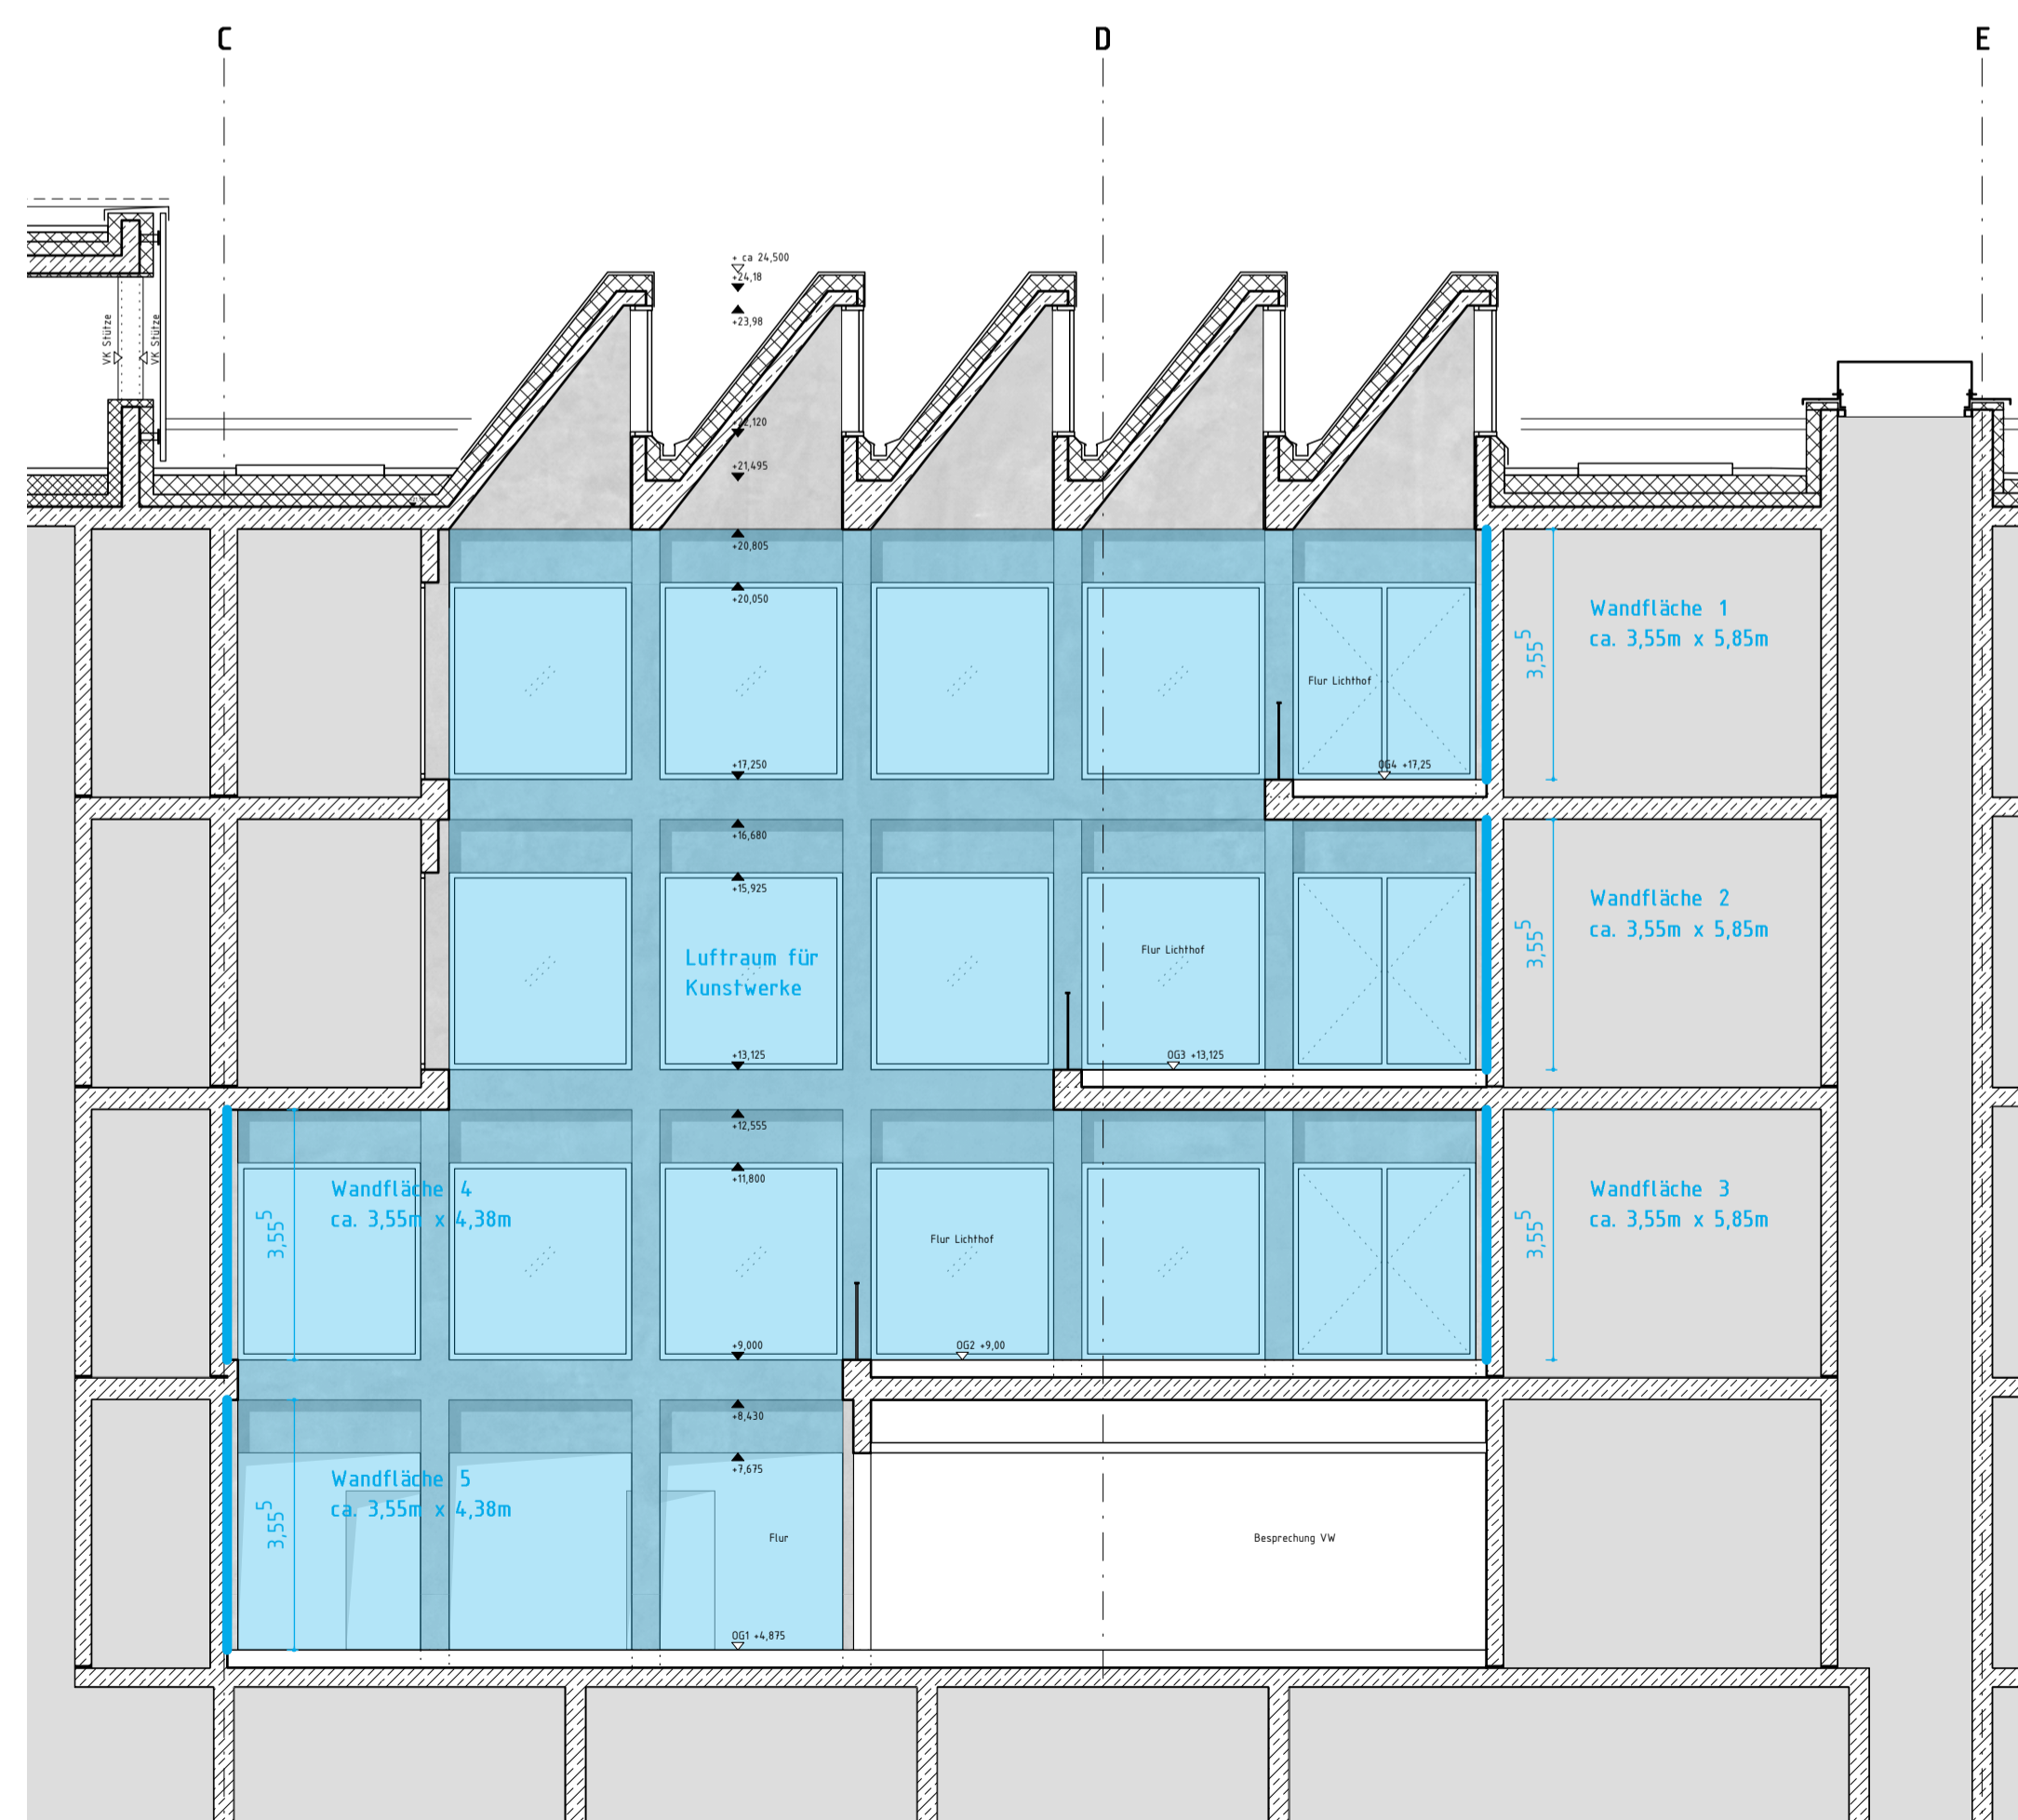 C
D
E
+ ca 24,500
+24,18
+23,98
VK Stütze
VK Stütze
+21,495
+20,805
+20,050
Wandfläche 1
ca. 3,55m x 5,85m
3,55⁵
Flur Lichthof
+17,250
OG4 +17,25
+16,680
+15,925
Wandfläche 2
ca. 3,55m x 5,85m
3,55⁵
Luftraum für
Kunstwerke
Flur Lichthof
+13,125
OG3 +13,125
+12,555
+11,800
Wandfläche 4
ca. 3,55m x 4,38m
3,55⁵
Wandfläche 3
ca. 3,55m x 5,85m
3,55⁵
Flur Lichthof
+9,000
OG2 +9,00
+8,430
+7,675
Wandfläche 5
ca. 3,55m x 4,38m
3,55⁵
Flur
Besprechung VW
OG1 +4,875